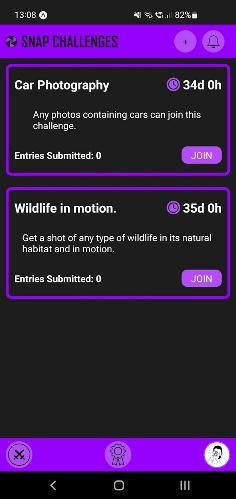 13:08 82%
SNAP CHALLENGES +
Car Photography 34d 0h
Any photos containing cars can join this
challenge.
Entries Submitted: 0 JOIN
Wildlife in motion. 35d 0h
Get a shot of any type of wildlife in its natural
habitat and in motion.
Entries Submitted: 0 JOIN